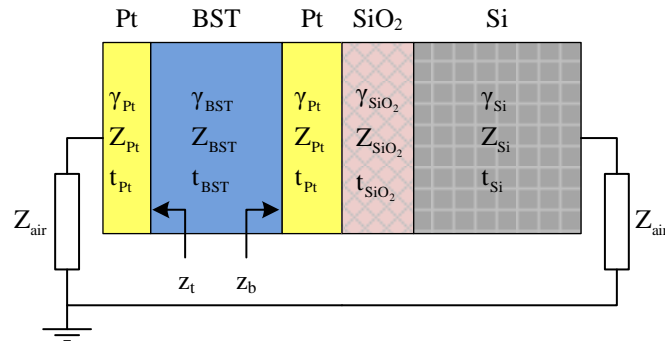 Pt BST Pt SiO₂ Si
γPt γBST γPt γSiO₂ γSi
ZPt ZBST ZPt ZSiO₂ ZSi
tPt tBST tPt tSiO₂ tSi
Zair Zair
zt zb